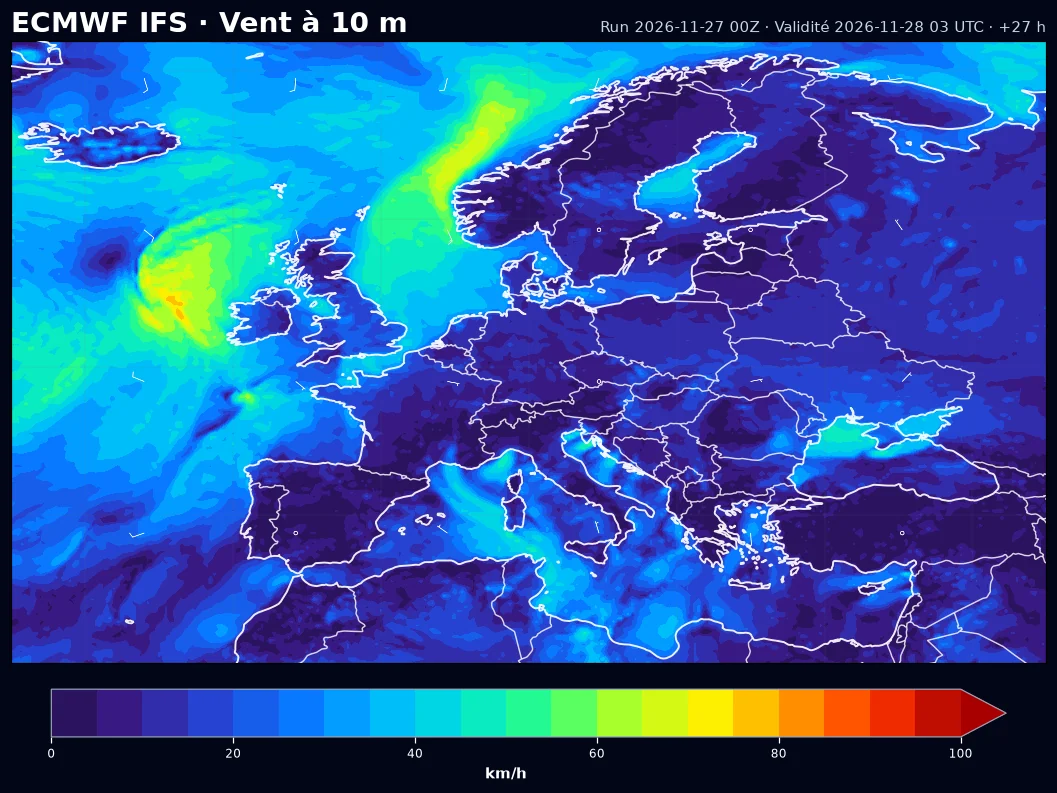 ECMWF IFS · Vent à 10 m
Run 2026-11-27 00Z · Validité 2026-11-28 03 UTC · +27 h
0 20 40 60 80 100
km/h